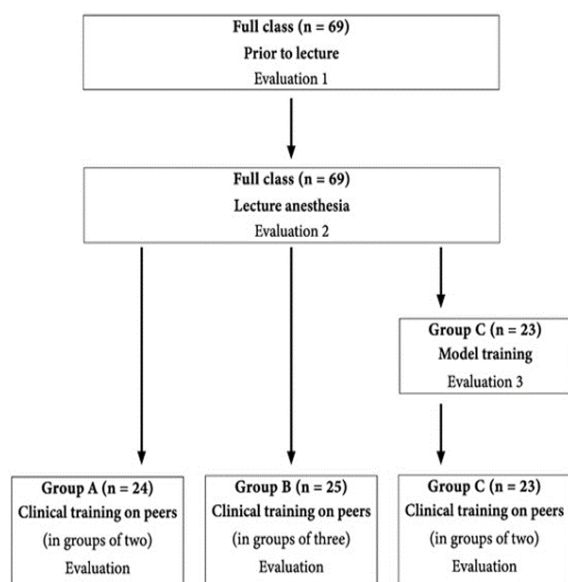 Full class (n = 69)
Prior to lecture
Evaluation 1
Full class (n = 69)
Lecture anesthesia
Evaluation 2
Group C (n = 23)
Model training
Evaluation 3
Group A (n = 24)
Clinical training on peers
(in groups of two)
Evaluation
Group B (n = 25)
Clinical training on peers
(in groups of three)
Evaluation
Group C (n = 23)
Clinical training on peers
(in groups of two)
Evaluation